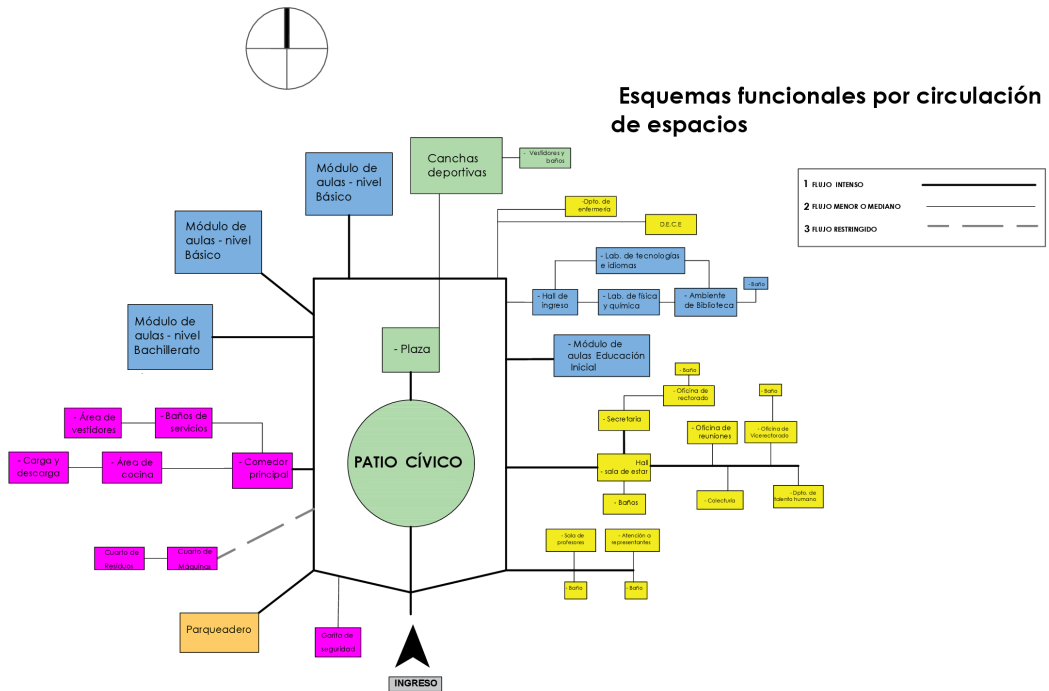 Esquemas funcionales por circulación
de espacios
1 FLUJO INTENSO
2 FLUJO MENOR O MEDIANO
3 FLUJO RESTRINGIDO
Canchas
deportivas
- Vestidores y
baños
Módulo de
aulas - nivel
Básico
Módulo de
aulas - nivel
Básico
Módulo de
aulas - nivel
Bachillerato
-Dpto. de
enfermería
D.E.C.E
- Lab. de tecnologías
e idiomas
- Hall de
ingreso
- Lab. de física
y química
- Ambiente
de Biblioteca
- Baño
- Plaza
- Módulo de
aulas Educación
Inicial
- Baño
- Oficina de
rectorado
- Baño
- Secretaria
- Oficina de
reuniones
- Oficina de
Vicerectorado
- Área de
vestidores
- Baños de
servicios
- Carga y
descarga
- Área de
cocina
- Comedor
principal
PATIO CÍVICO
Hall
- sala de estar
- Baños
- Colecturía
- Dpto. de
talento humano
Cuarto de
Residuos
Cuarto de
Máquinas
- Sala de
profesores
- Atención a
representantes
- Baño
- Baño
Parqueadero
Garita de
seguridad
INGRESO